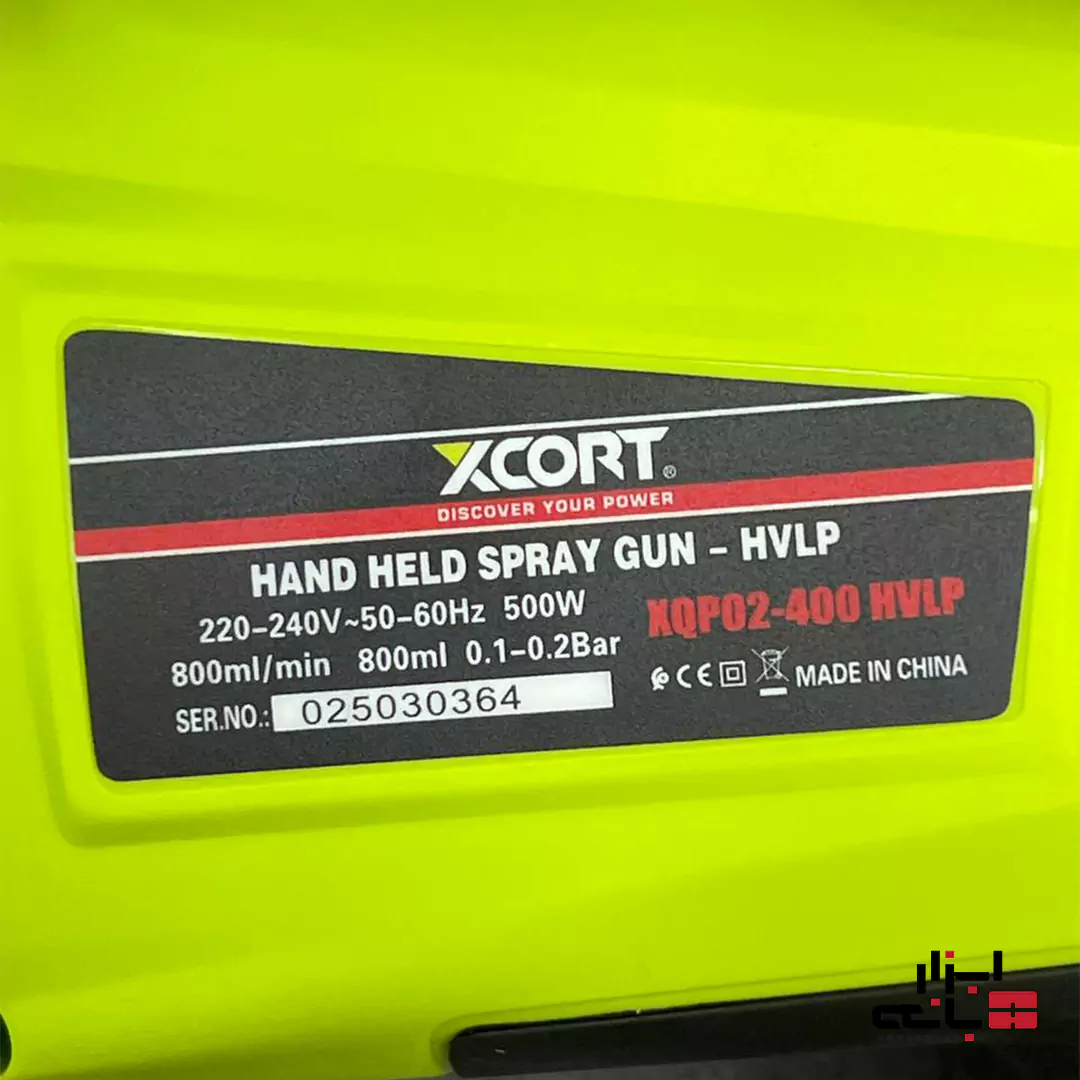 XCORT®
DISCOVER YOUR POWER
HAND HELD SPRAY GUN – HVLP
220–240V~50–60Hz 500W
XQP02-400 HVLP
800ml/min 800ml 0.1–0.2Bar
CE MADE IN CHINA
SER.NO.: 025030364
ابزار